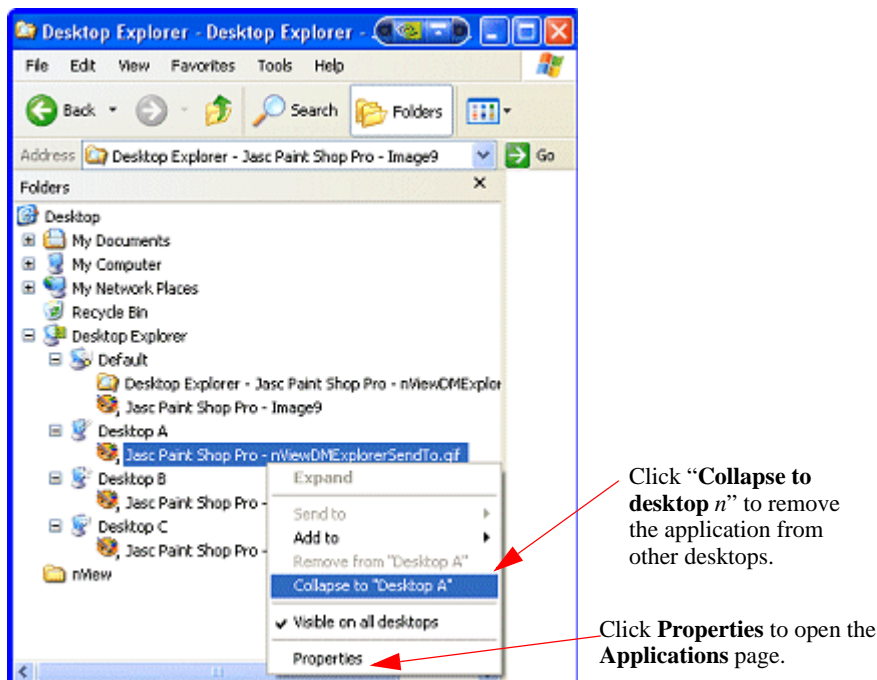 Desktop Explorer - Desktop Explorer -
File Edit View Favorites Tools Help
Back Search Folders
Address Desktop Explorer - Jasc Paint Shop Pro - Image9 Go
Folders
Desktop
My Documents
My Computer
My Network Places
Recycle Bin
Desktop Explorer
Default
Desktop Explorer - Jasc Paint Shop Pro - nViewDMExplor
Jasc Paint Shop Pro - Image9
Desktop A
Jasc Paint Shop Pro - nViewDMExplorerSendTo.gif
Desktop B
Jasc Paint Shop Pro -
Desktop C
Jasc Paint Shop Pro -
nView
Expand
Send to
Add to
Remove from "Desktop A"
Collapse to "Desktop A"
Visible on all desktops
Properties
Click “Collapse to
desktop n” to remove
the application from
other desktops.
Click Properties to open the
Applications page.